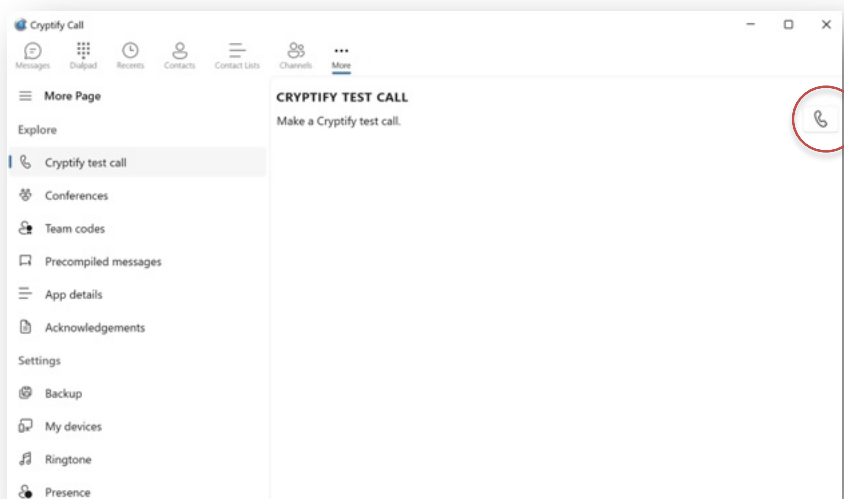 Cryptify Call
Messages Dialpad Recents Contacts Contact Lists Channels More
More Page
Explore
Cryptify test call
Conferences
Team codes
Precompiled messages
App details
Acknowledgements
Settings
Backup
My devices
Ringtone
Presence
CRYPTIFY TEST CALL
Make a Cryptify test call.